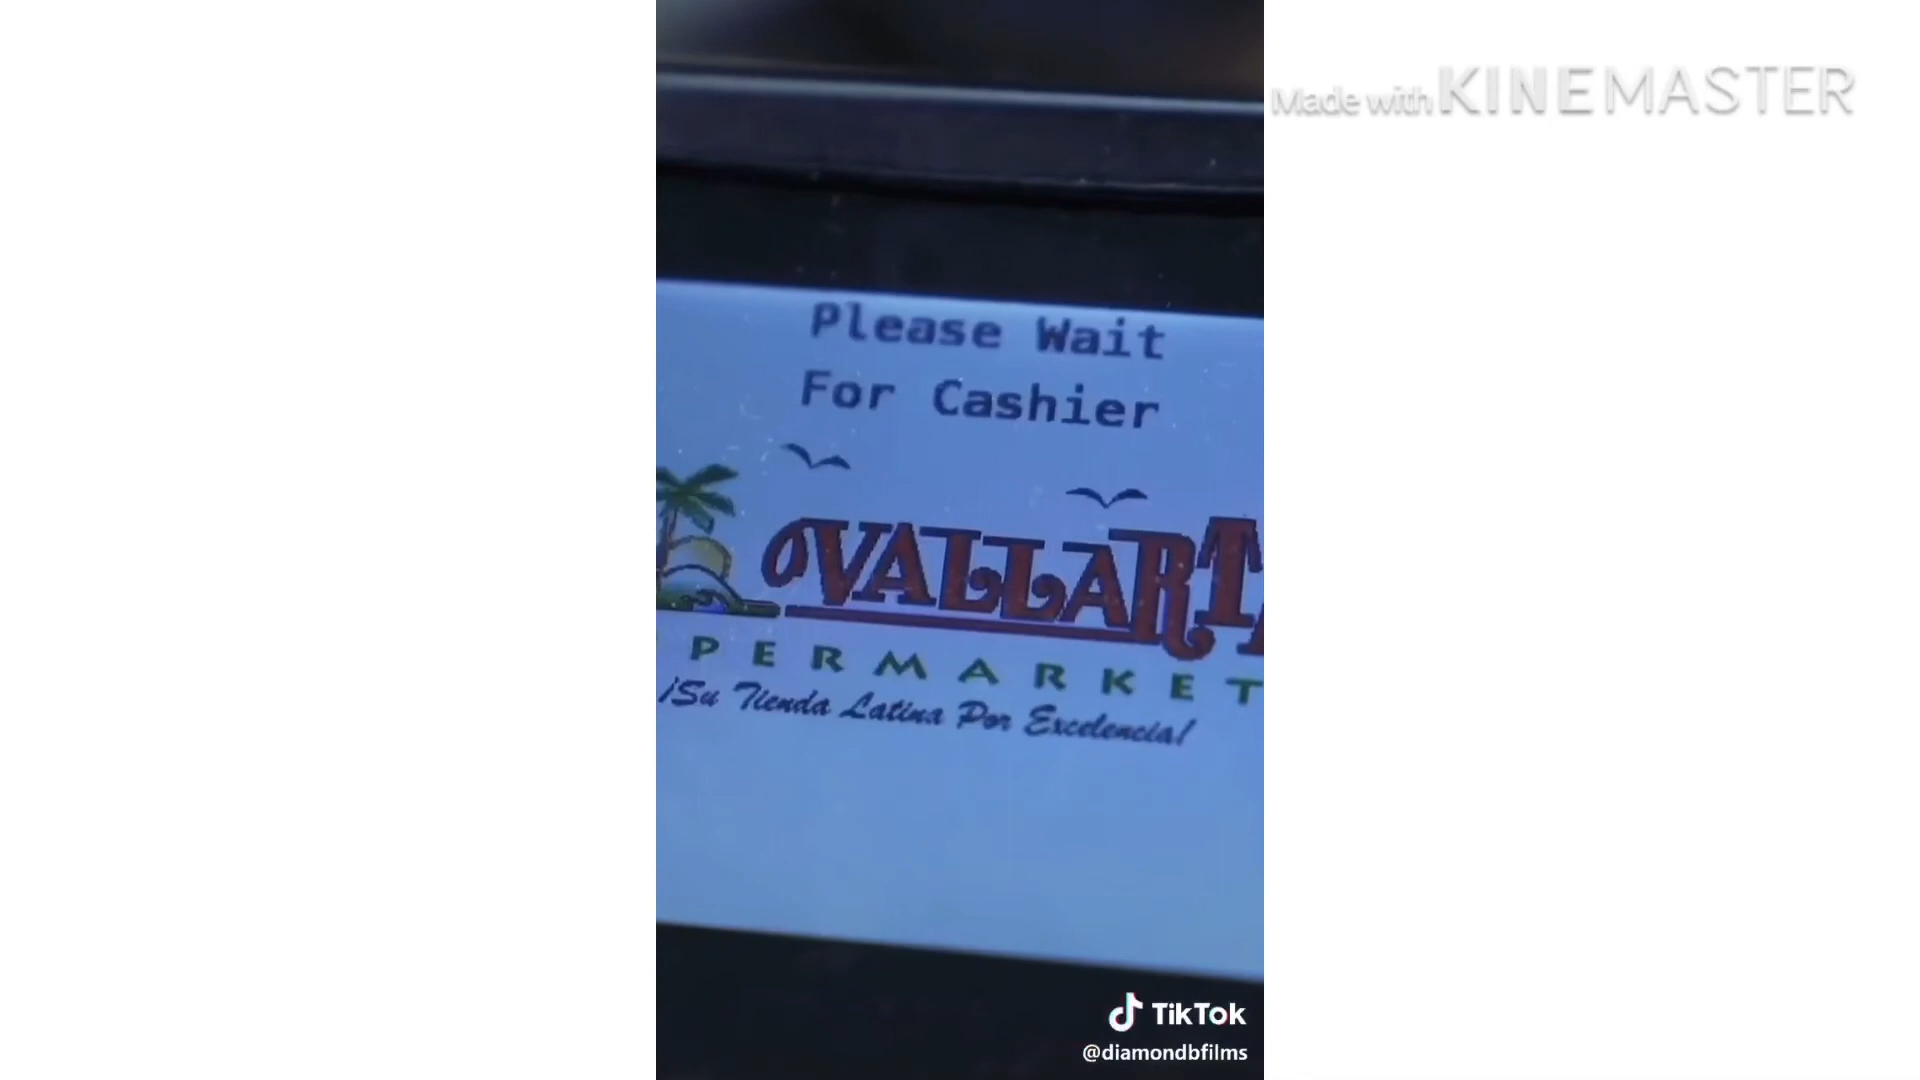 Made with KINEMASTER
Please Wait
For Cashier
VALLART
PERMARKET
¡Su Tienda Latina Por Excelencia!
TikTok
@diamondbfilms